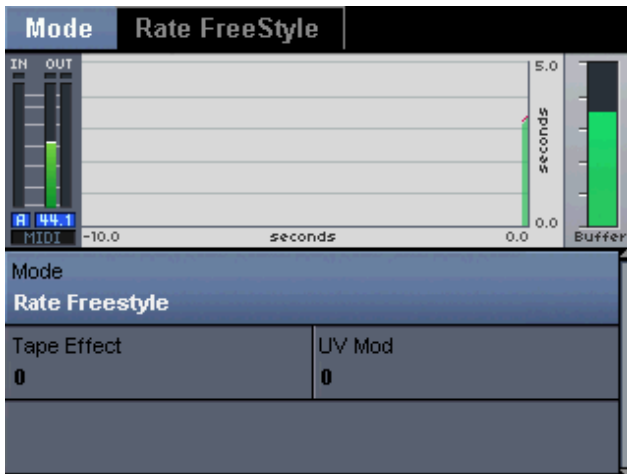 Mode Rate FreeStyle
IN OUT
5.0
seconds
0.0
A 44.1
MIDI -10.0 seconds 0.0 Buffer
Mode
Rate Freestyle
Tape Effect UV Mod
0 0